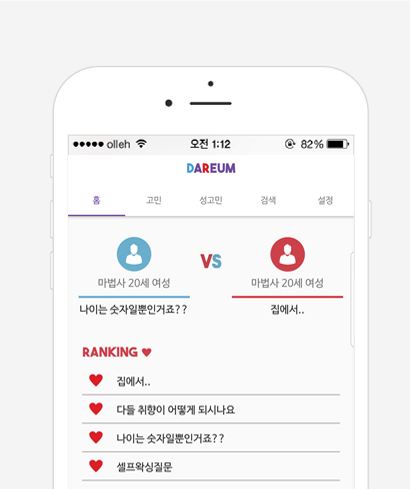 olleh 오전 1:12 82%
DAREUM
홈 고민 성고민 검색 설정
VS
마법사 20세 여성 마법사 20세 여성
나이는 숫자일뿐인거죠?? 집에서..
RANKING
집에서..
다들 취향이 어떻게 되시나요
나이는 숫자일뿐인거죠??
셀프왁싱질문